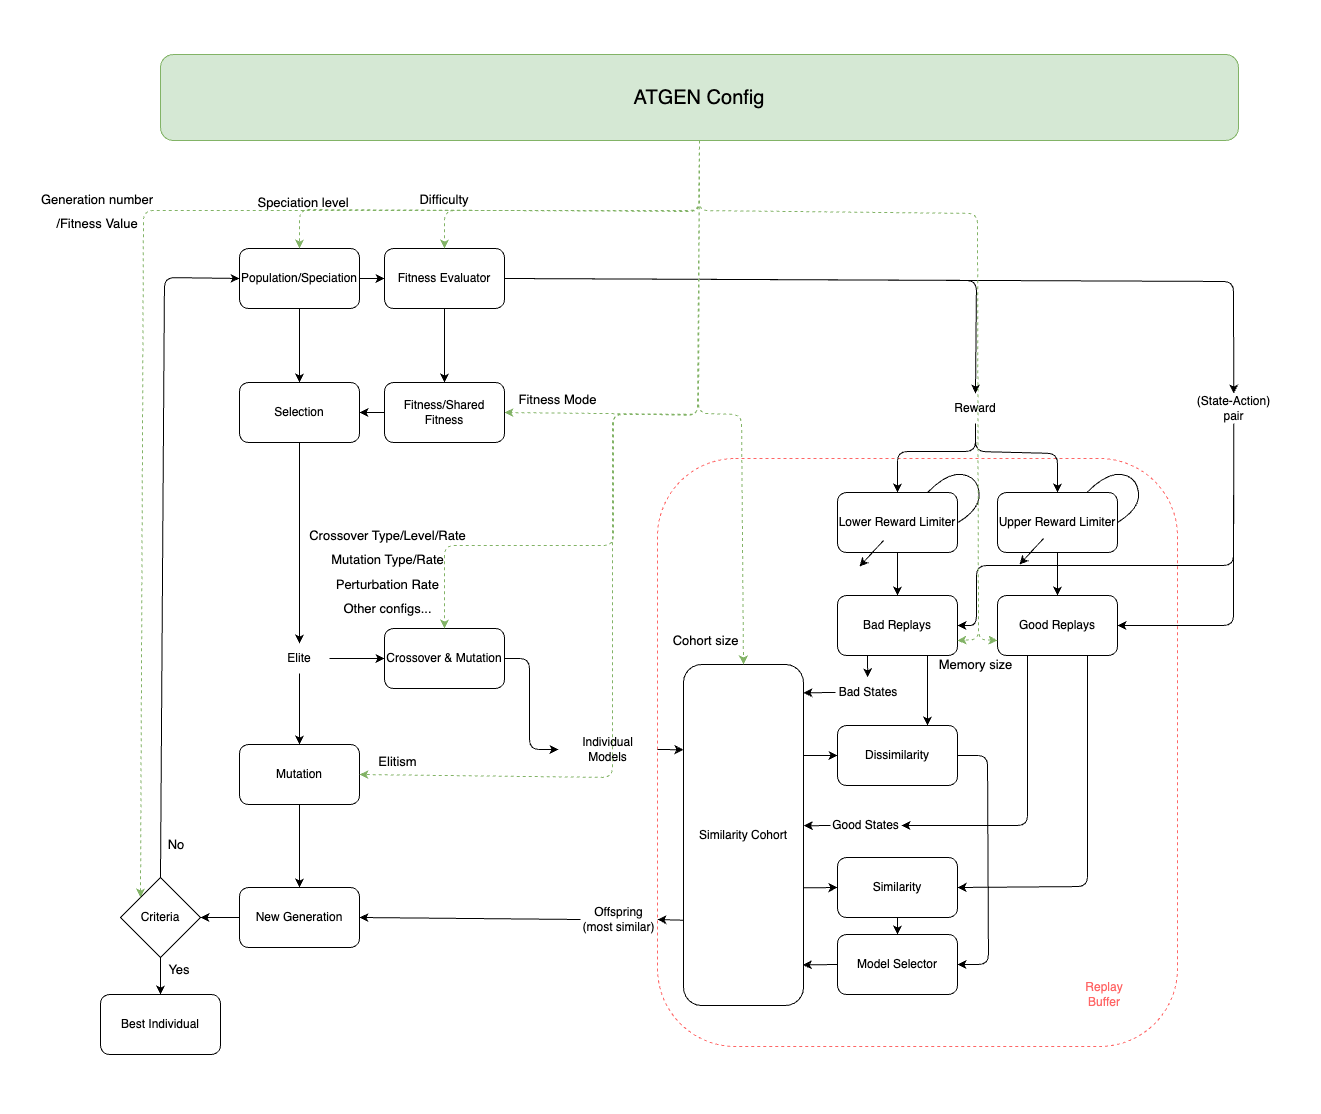 ATGEN Config
Generation number
/Fitness Value
Speciation level
Difficulty
Population/Speciation
Fitness Evaluator
Selection
Fitness/Shared
Fitness
Fitness Mode
Reward
(State-Action)
pair
Lower Reward Limiter
Upper Reward Limiter
Crossover Type/Level/Rate
Mutation Type/Rate
Perturbation Rate
Other configs...
Bad Replays
Good Replays
Elite
Crossover & Mutation
Cohort size
Memory size
Bad States
Individual
Models
Dissimilarity
Elitism
Mutation
Similarity Cohort
Good States
No
Similarity
Criteria
New Generation
Offspring
(most similar)
Yes
Model Selector
Replay
Buffer
Best Individual